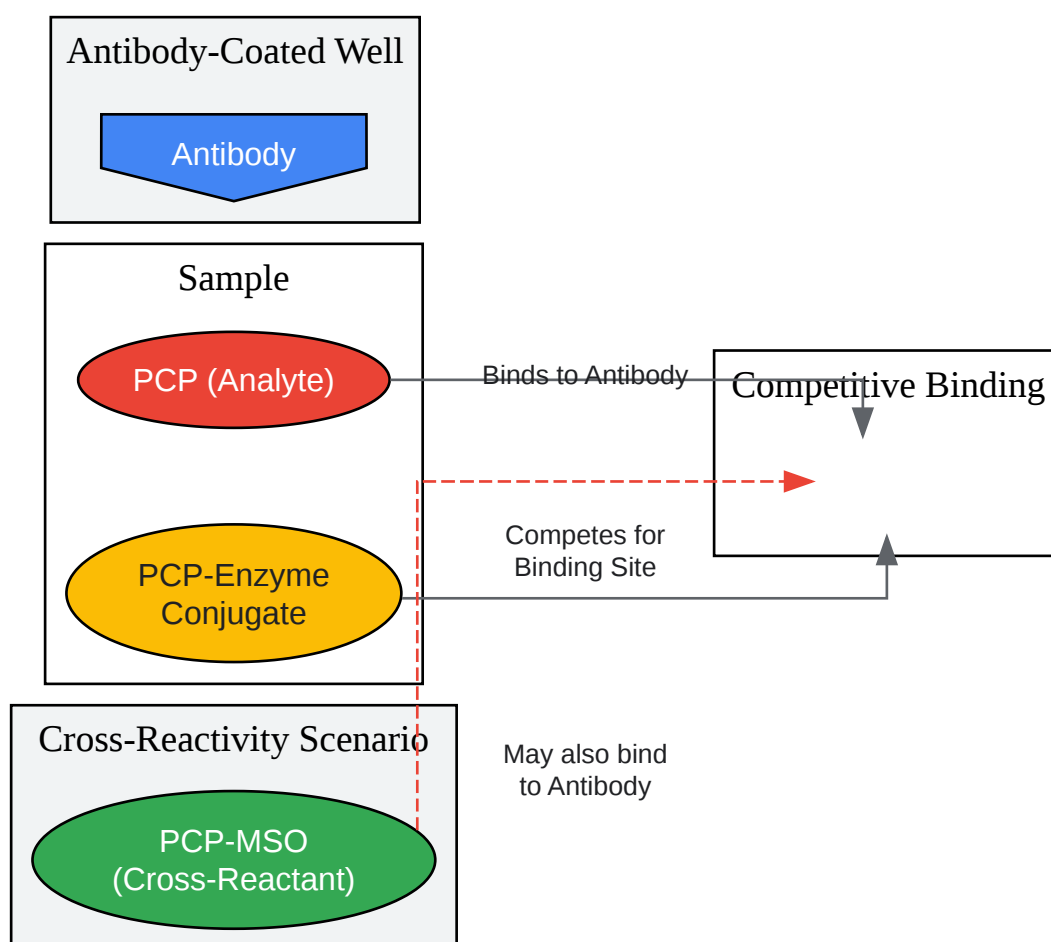 Antibody-Coated Well
Antibody
Sample
PCP (Analyte)
Binds to Antibody
Competitive Binding
PCP-Enzyme
Conjugate
Competes for
Binding Site
Cross-Reactivity Scenario
PCP-MSO
(Cross-Reactant)
May also bind
to Antibody